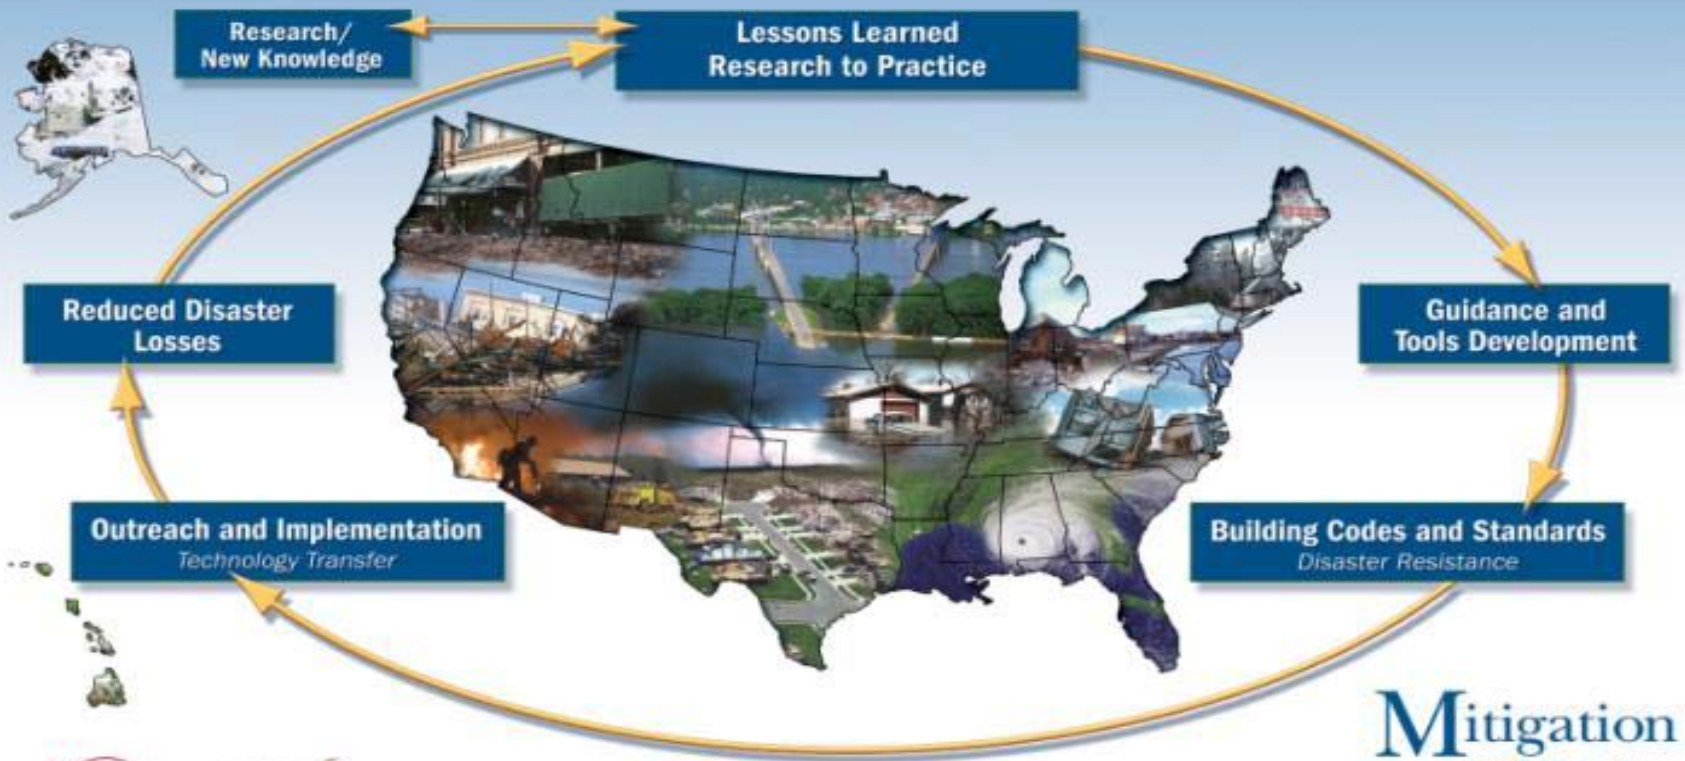 Research/
New Knowledge
Lessons Learned
Research to Practice
Reduced Disaster
Losses
Guidance and
Tools Development
Outreach and Implementation
Technology Transfer
Building Codes and Standards
Disaster Resistance
Mitigation